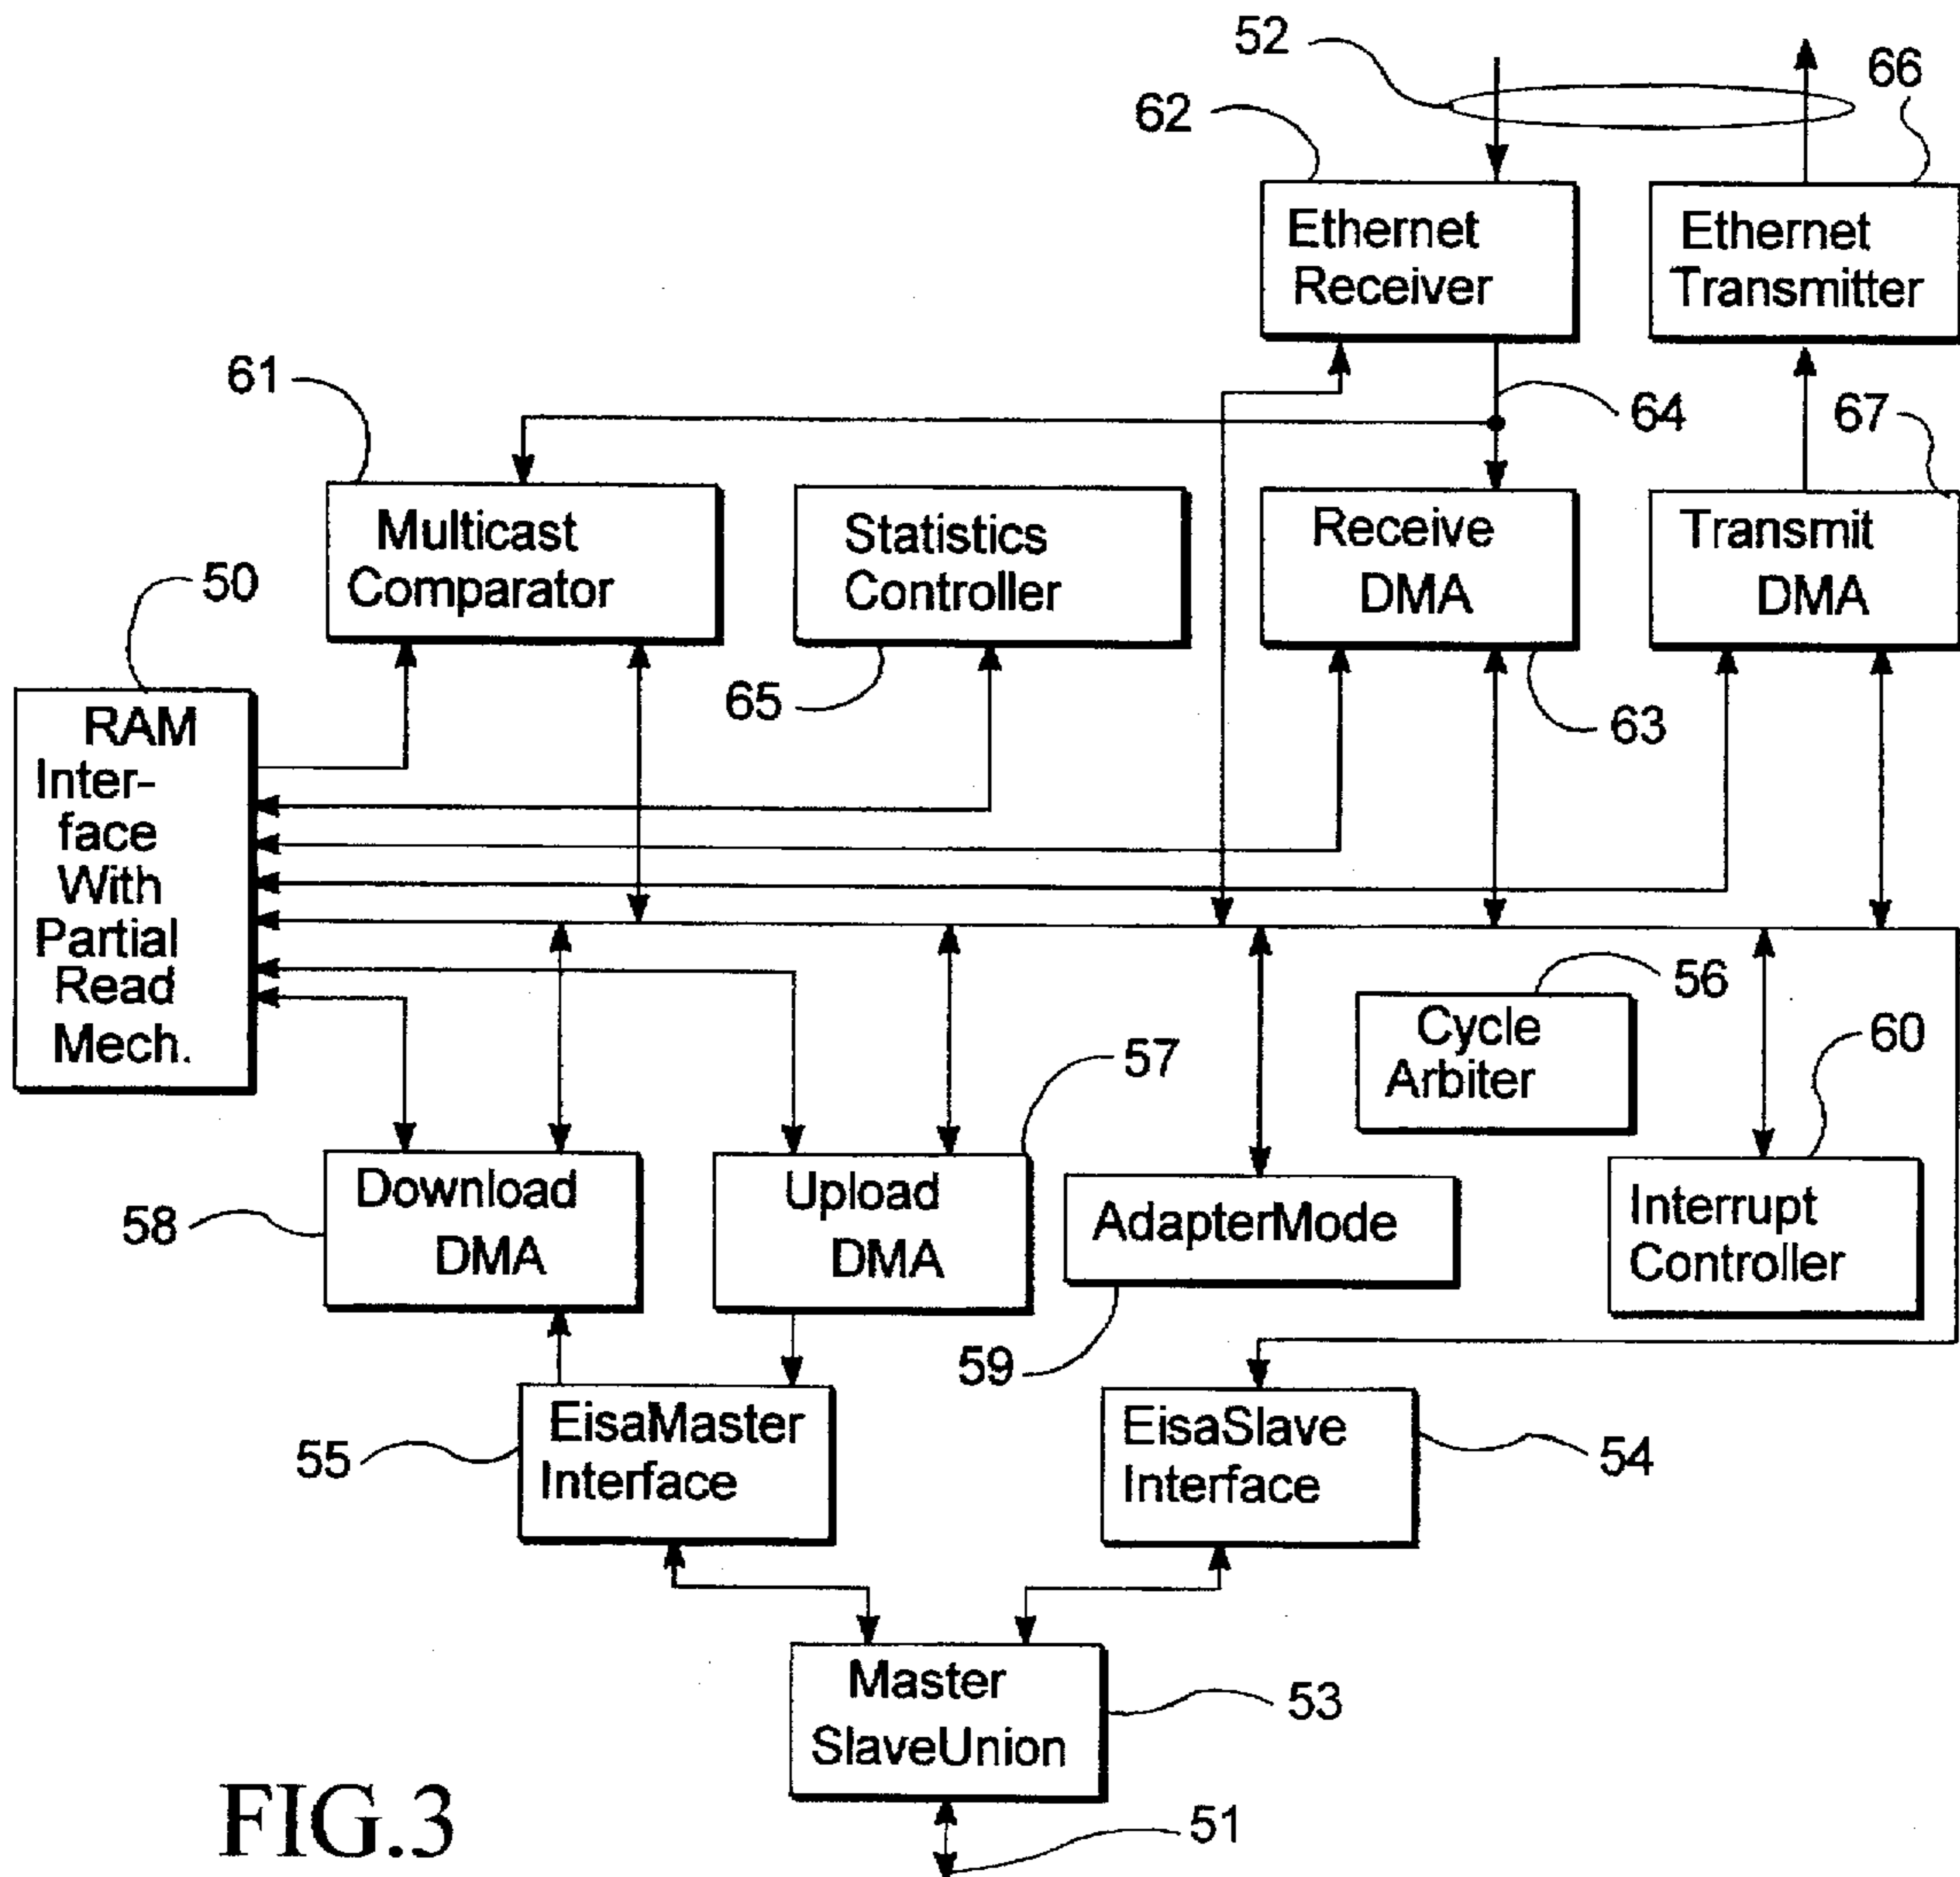 52
66
62
Ethernet
Receiver
Ethernet
Transmitter
61
64
67
Multicast
Comparator
Statistics
Controller
Receive
DMA
Transmit
DMA
50
65
63
RAM
Inter-
face
With
Partial
Read
Mech.
56
Cycle
Arbiter
60
57
Download
DMA
Upload
DMA
AdapterMode
Interrupt
Controller
58
59
EisaMaster
Interface
EisaSlave
Interface
55
54
Master
SlaveUnion
53
51
FIG.3